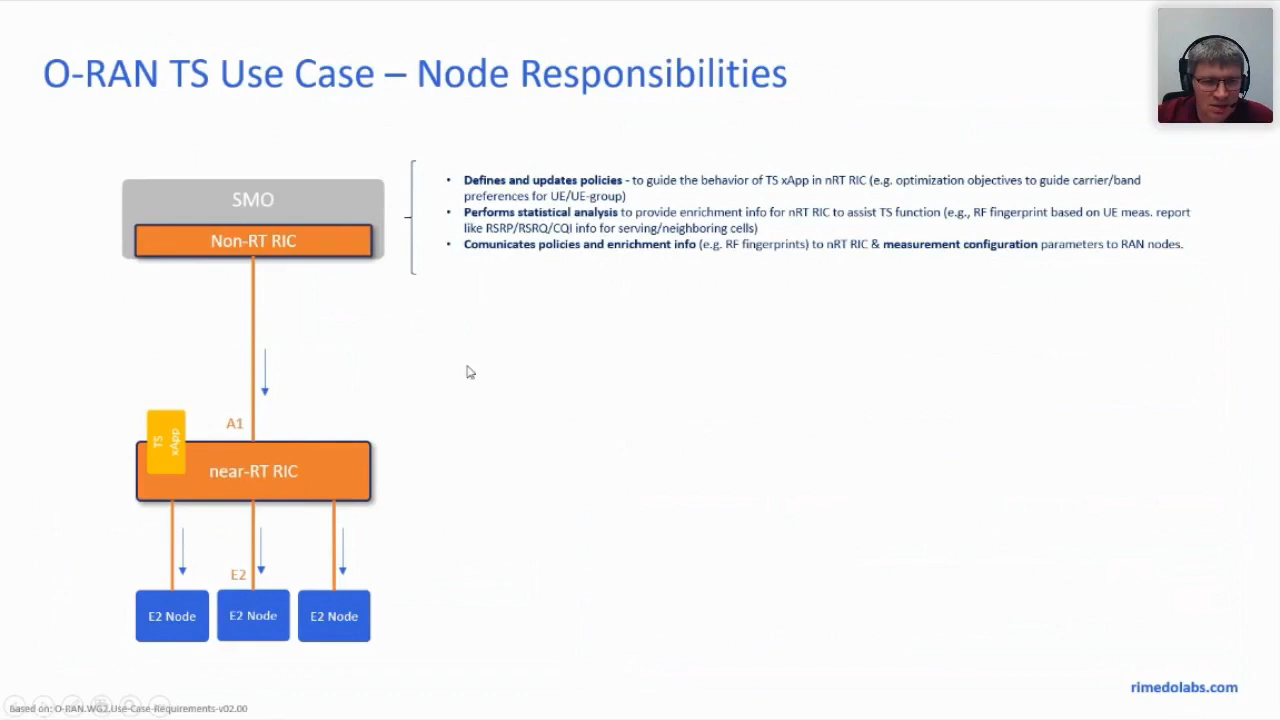 O-RAN TS Use Case – Node Responsibilities
SMO
Non-RT RIC
• Defines and updates policies - to guide the behavior of TS xApp in nRT RIC (e.g. optimization objectives to guide carrier/band
preferences for UE/UE-group)
• Performs statistical analysis to provide enrichment info for nRT RIC to assist TS function (e.g., RF fingerprint based on UE meas. report
like RSRP/RSRQ/CQI info for serving/neighboring cells)
• Comunicates policies and enrichment info (e.g. RF fingerprints) to nRT RIC & measurement configuration parameters to RAN nodes.
A1
TS
xApp
near-RT RIC
E2
E2 Node
E2 Node
E2 Node
rimedolabs.com
Based on: O-RAN.WG2.Use-Case-Requirements-v02.00